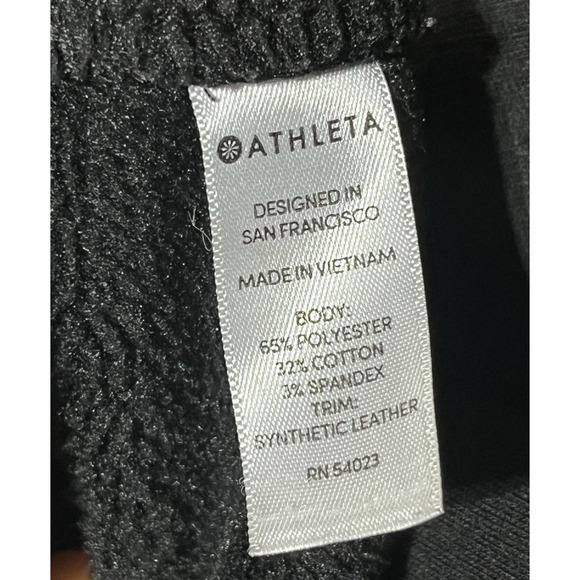 ATHLETA
DESIGNED IN
SAN FRANCISCO
MADE IN VIETNAM
BODY:
65% POLYESTER
32% COTTON
3% SPANDEX
TRIM:
SYNTHETIC LEATHER
RN 54023